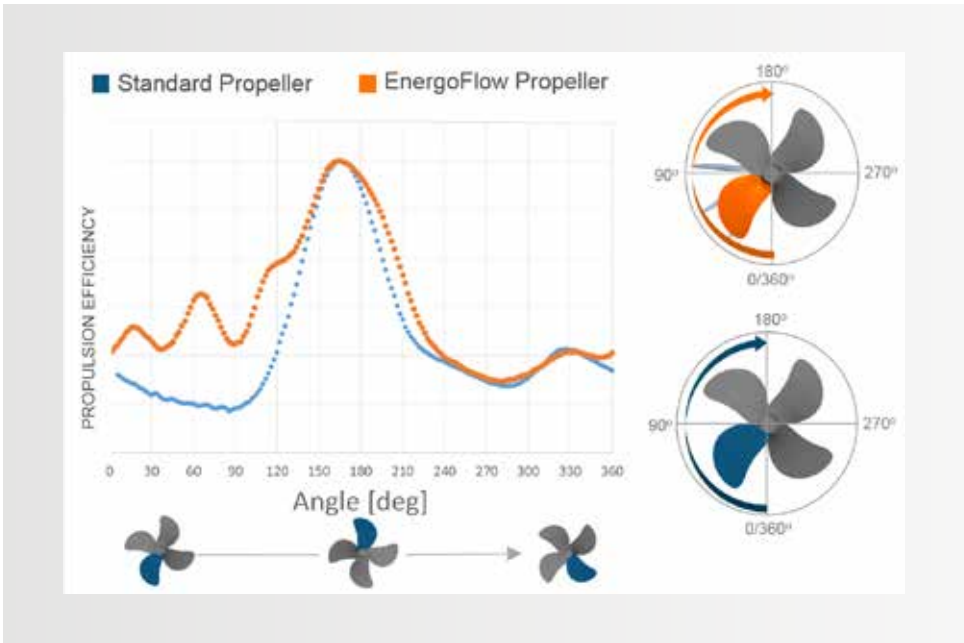 Standard Propeller
EnergoFlow Propeller
PROPULSION EFFICIENCY
0 30 60 90 120 150 180 210 240 270 300 330 360
Angle [deg]
180º
90º
270º
0/360º
180º
90º
270º
0/360º